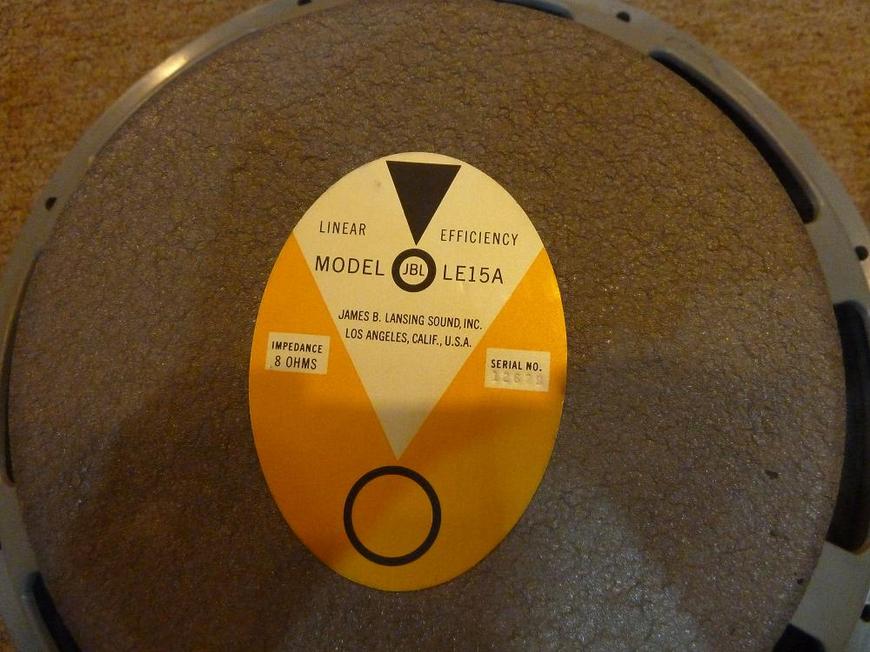 LINEAR EFFICIENCY
MODEL JBL LE15A
JAMES B. LANSING SOUND, INC.
LOS ANGELES, CALIF., U.S.A.
IMPEDANCE
8 OHMS
SERIAL NO.